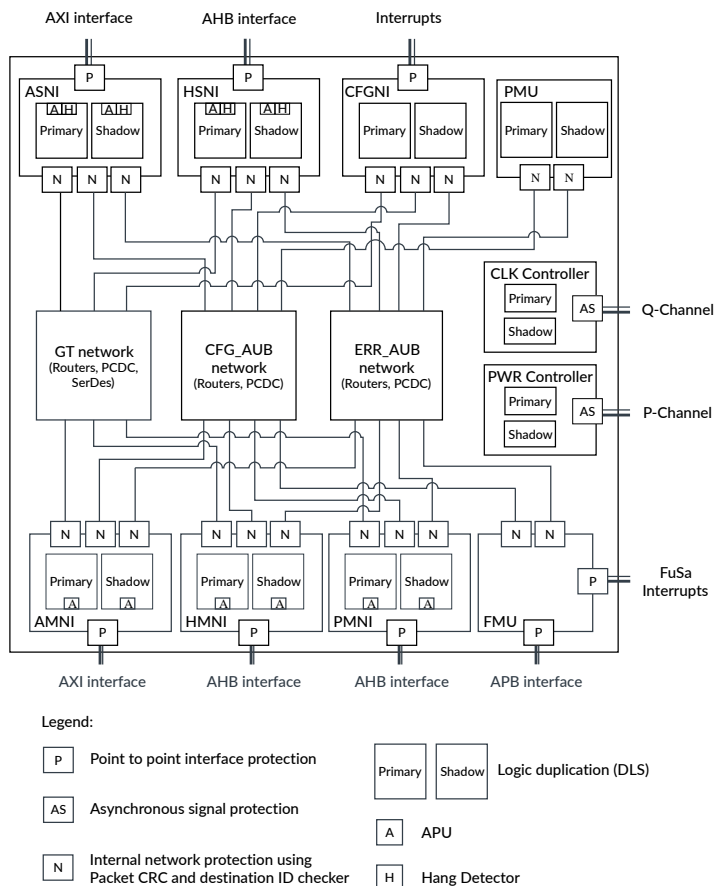 AXI interface
AHB interface
Interrupts
P
P
P
ASNI
HSNI
CFGNI
PMU
A H
A H
A H
A H
Primary
Shadow
Primary
Shadow
Primary
Shadow
Primary
Shadow
N
N
N
N
N
N
N
N
N
N
N
CLK Controller
Primary
Shadow
AS
Q-Channel
GT network
(Routers, PCDC,
SerDes)
CFG_AUB
network
(Routers, PCDC)
ERR_AUB
network
(Routers, PCDC)
PWR Controller
Primary
Shadow
AS
P-Channel
N
N
N
N
N
N
N
N
N
N
N
Primary
Shadow
Primary
Shadow
Primary
Shadow
A
A
A
A
A
A
P
FuSa
Interrupts
AMNI
HMNI
PMNI
FMU
P
P
P
P
AXI interface
AHB interface
AHB interface
APB interface
Legend:
P
Point to point interface protection
AS
Asynchronous signal protection
N
Internal network protection using
Packet CRC and destination ID checker
Primary
Shadow
Logic duplication (DLS)
A
APU
H
Hang Detector